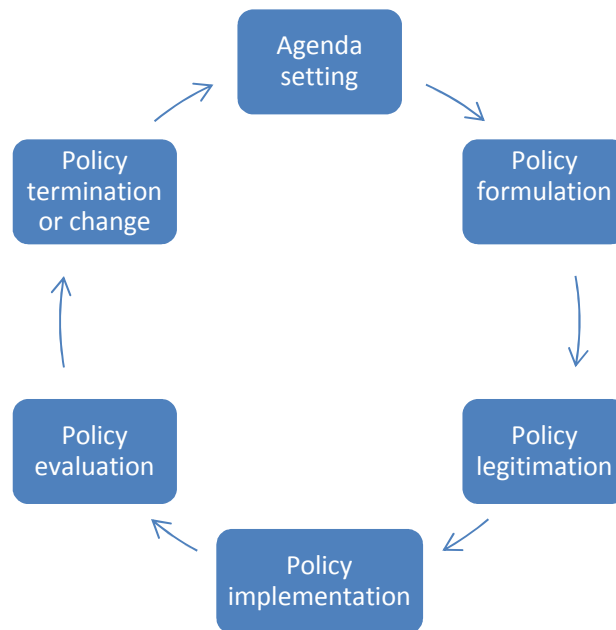 Agenda
setting
Policy
formulation
Policy
legitimation
Policy
implementation
Policy
evaluation
Policy
termination
or change